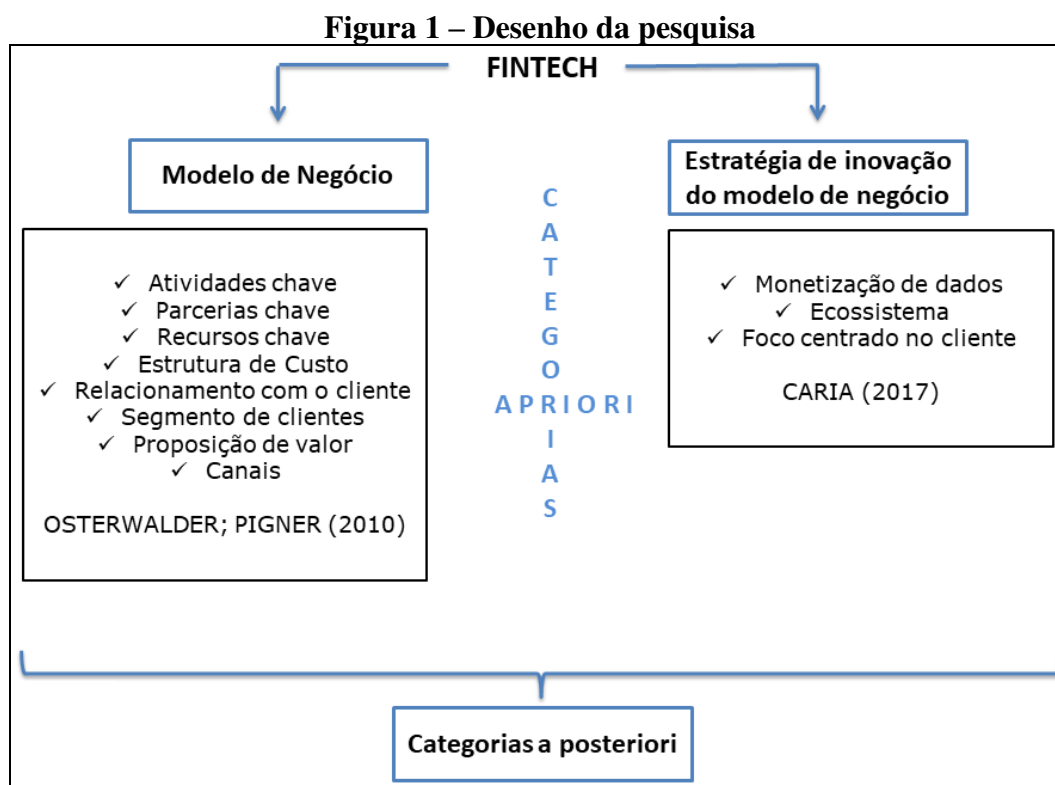 Figura 1 – Desenho da pesquisa
FINTECH
Modelo de Negócio
✓ Atividades chave
✓ Parcerias chave
✓ Recursos chave
✓ Estrutura de Custo
✓ Relacionamento com o cliente
✓ Segmento de clientes
✓ Proposição de valor
✓ Canais
OSTERWALDER; PIGNER (2010)
CATEGORIAS
A P R I O R I
Estratégia de inovação
do modelo de negócio
✓ Monetização de dados
✓ Ecossistema
✓ Foco centrado no cliente
CARIA (2017)
Categorias a posteriori